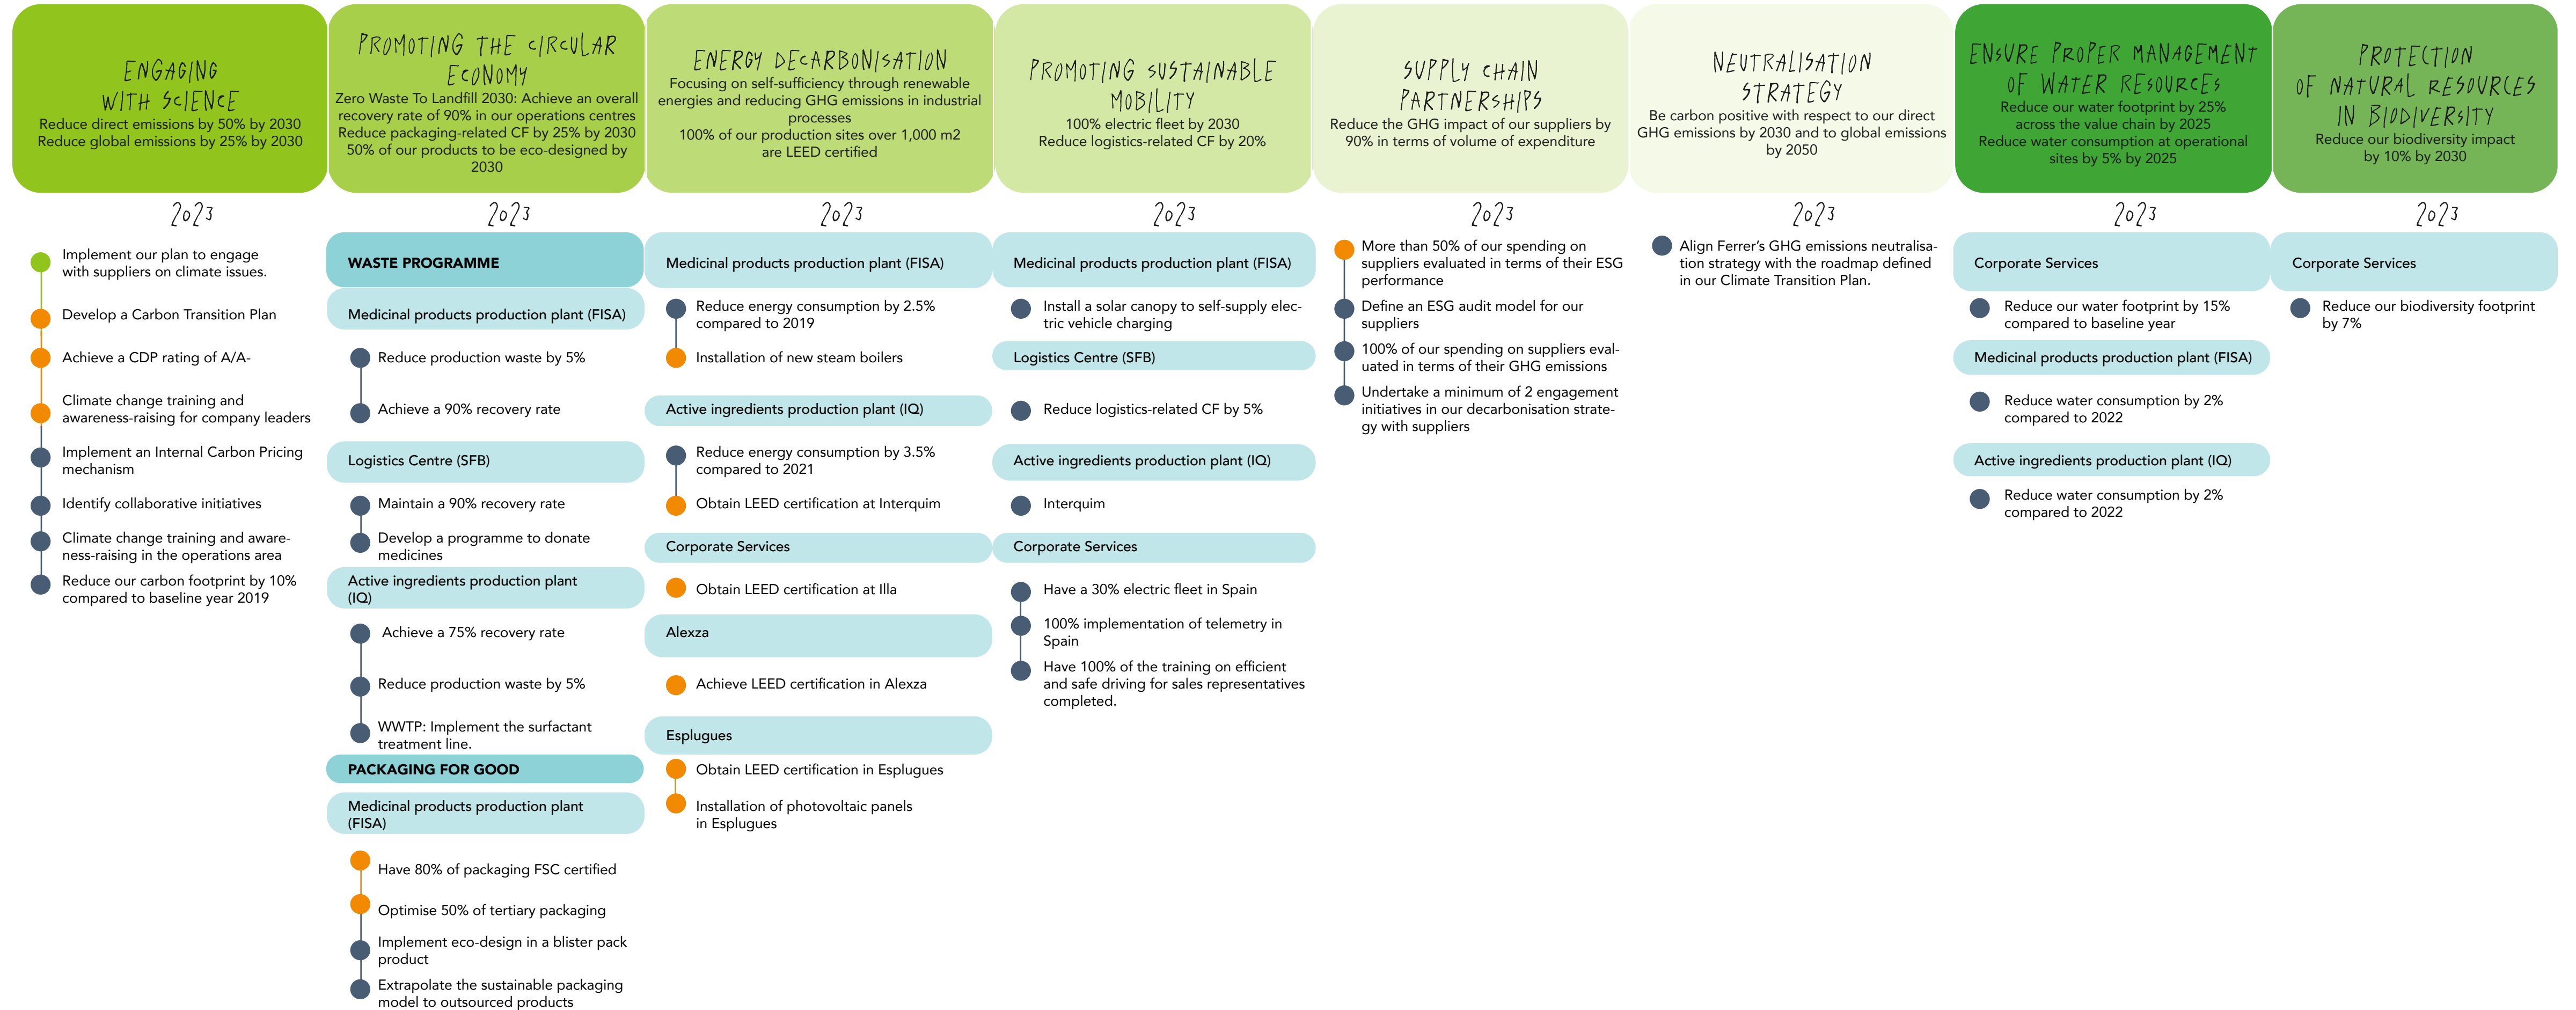 ENGAGING
WITH SCIENCE
Reduce direct emissions by 50% by 2030
Reduce global emissions by 25% by 2030
2023
Implement our plan to engage
with suppliers on climate issues.
Develop a Carbon Transition Plan
Achieve a CDP rating of A/A-
Climate change training and
awareness-raising for company leaders
Implement an Internal Carbon Pricing
mechanism
Identify collaborative initiatives
Climate change training and aware-
ness-raising in the operations area
Reduce our carbon footprint by 10%
compared to baseline year 2019
PROMOTING THE CIRCULAR
ECONOMY
Zero Waste To Landfill 2030: Achieve an overall
recovery rate of 90% in our operations centres
Reduce packaging-related CF by 25% by 2030
50% of our products to be eco-designed by
2030
2023
WASTE PROGRAMME
Medicinal products production plant (FISA)
Reduce production waste by 5%
Achieve a 90% recovery rate
Logistics Centre (SFB)
Maintain a 90% recovery rate
Develop a programme to donate
medicines
Active ingredients production plant
(IQ)
Achieve a 75% recovery rate
Reduce production waste by 5%
WWTP: Implement the surfactant
treatment line.
PACKAGING FOR GOOD
Medicinal products production plant
(FISA)
Have 80% of packaging FSC certified
Optimise 50% of tertiary packaging
Implement eco-design in a blister pack
product
Extrapolate the sustainable packaging
model to outsourced products
ENERGY DECARBONISATION
Focusing on self-sufficiency through renewable
energies and reducing GHG emissions in industrial
processes
100% of our production sites over 1,000 m2
are LEED certified
2023
Medicinal products production plant (FISA)
Reduce energy consumption by 2.5%
compared to 2019
Installation of new steam boilers
Active ingredients production plant (IQ)
Reduce energy consumption by 3.5%
compared to 2021
Obtain LEED certification at Interquim
Corporate Services
Obtain LEED certification at Illa
Alexza
Achieve LEED certification in Alexza
Esplugues
Obtain LEED certification in Esplugues
Installation of photovoltaic panels
in Esplugues
PROMOTING SUSTAINABLE
MOBILITY
100% electric fleet by 2030
Reduce logistics-related CF by 20%
2023
Medicinal products production plant (FISA)
Install a solar canopy to self-supply elec-
tric vehicle charging
Logistics Centre (SFB)
Reduce logistics-related CF by 5%
Active ingredients production plant (IQ)
Interquim
Corporate Services
Have a 30% electric fleet in Spain
100% implementation of telemetry in
Spain
Have 100% of the training on efficient
and safe driving for sales representatives
completed.
SUPPLY CHAIN
PARTNERSHIPS
Reduce the GHG impact of our suppliers by
90% in terms of volume of expenditure
2023
More than 50% of our spending on
suppliers evaluated in terms of their ESG
performance
Define an ESG audit model for our
suppliers
100% of our spending on suppliers eval-
uated in terms of their GHG emissions
Undertake a minimum of 2 engagement
initiatives in our decarbonisation strate-
gy with suppliers
NEUTRALISATION
STRATEGY
Be carbon positive with respect to our direct
GHG emissions by 2030 and to global emissions
by 2050
2023
Align Ferrer's GHG emissions neutralisa-
tion strategy with the roadmap defined
in our Climate Transition Plan.
ENSURE PROPER MANAGEMENT
OF WATER RESOURCES
Reduce our water footprint by 25%
across the value chain by 2025
Reduce water consumption at operational
sites by 5% by 2025
2023
Corporate Services
Reduce our water footprint by 15%
compared to baseline year
Medicinal products production plant (FISA)
Reduce water consumption by 2%
compared to 2022
Active ingredients production plant (IQ)
Reduce water consumption by 2%
compared to 2022
PROTECTION
OF NATURAL RESOURCES
IN BIODIVERSITY
Reduce our biodiversity impact
by 10% by 2030
2023
Corporate Services
Reduce our biodiversity footprint
by 7%